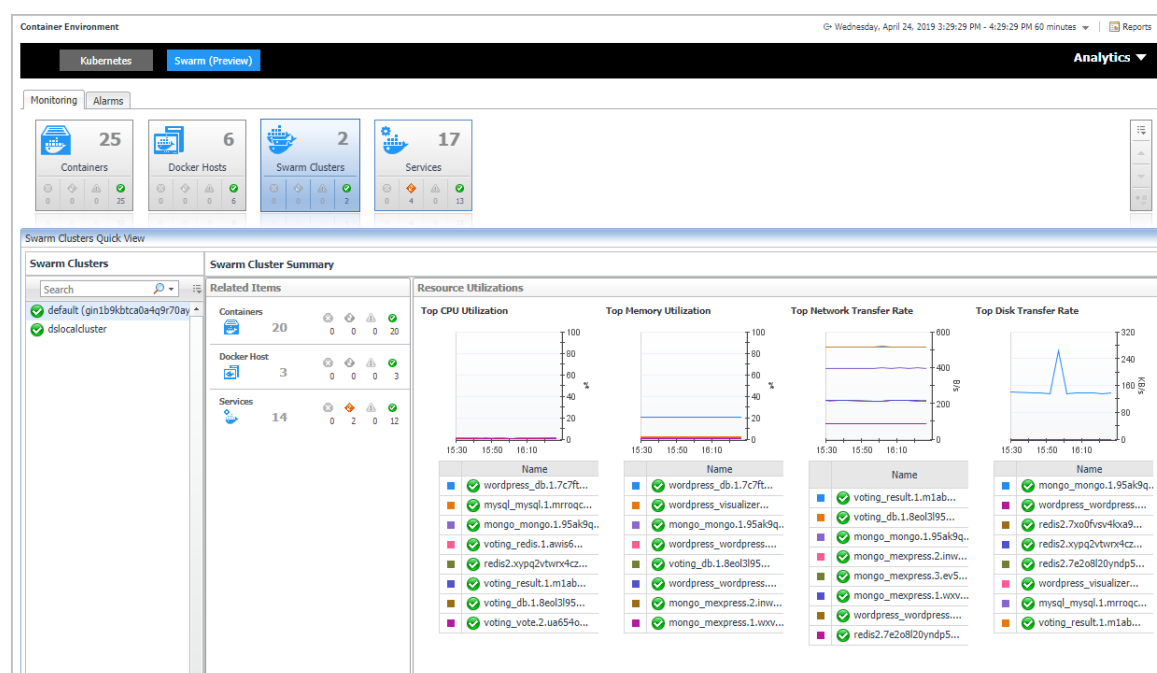 Container Environment
Wednesday, April 24, 2019 3:29:29 PM - 4:29:29 PM 60 minutes
Reports
Kubernetes
Swarm (Preview)
Analytics
Monitoring
Alarms
25
Containers
0 0 0 25
6
Docker Hosts
0 0 0 6
2
Swarm Clusters
0 0 0 2
17
Services
0 4 0 13
Swarm Clusters Quick View
Swarm Clusters
Search
default (gin1b9kbtca0a4q9r70ay
dslocalcluster
Swarm Cluster Summary
Related Items
Containers
20
0 0 0 20
Docker Host
3
0 0 0 3
Services
14
0 2 0 12
Resource Utilizations
Top CPU Utilization
100
80
60
40
20
0
%
15:30 15:50 16:10
Name
wordpress_db.1.7c7ft...
mysql_mysql.1.mrroqc...
mongo_mongo.1.95ak9q..
voting_redis.1.awis6...
redis2.xypq2vtwrx4cz...
voting_result.1.m1ab...
voting_db.1.8eol3l95...
voting_vote.2.ua654o...
Top Memory Utilization
100
80
60
40
20
0
%
15:30 15:50 16:10
Name
wordpress_db.1.7c7ft...
wordpress_visualizer...
mongo_mongo.1.95ak9q..
wordpress_wordpress....
voting_db.1.8eol3l95...
wordpress_wordpress....
mongo_mexpress.2.inw...
mongo_mexpress.1.wxv...
Top Network Transfer Rate
600
400
200
0
B/s
15:30 15:50 16:10
Name
voting_result.1.m1ab...
voting_db.1.8eol3l95...
mongo_mongo.1.95ak9q..
mongo_mexpress.2.inw...
mongo_mexpress.3.ev5...
mongo_mexpress.1.wxv...
wordpress_wordpress....
redis2.7e2o8l20yndp5...
Top Disk Transfer Rate
320
240
160
80
0
KB/s
15:30 15:50 16:10
Name
mongo_mongo.1.95ak9q..
wordpress_wordpress....
redis2.7xo0fvsv4kxa9...
redis2.xypq2vtwrx4cz...
redis2.7e2o8l20yndp5...
wordpress_visualizer...
mysql_mysql.1.mrroqc...
voting_result.1.m1ab...